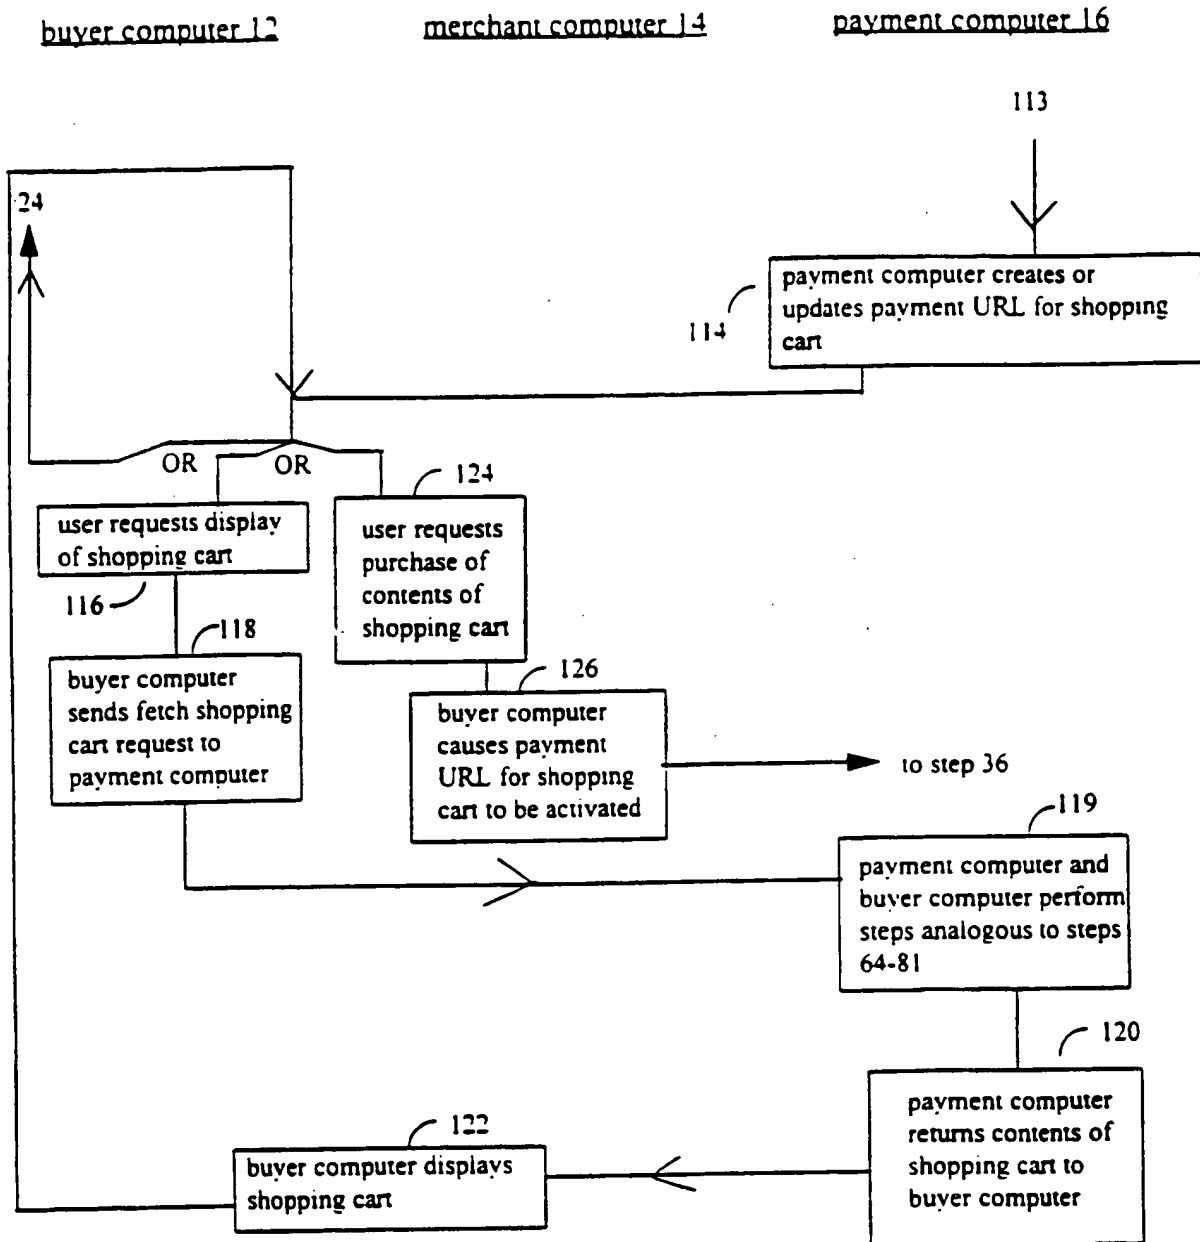 buyer computer 12
merchant computer 14
payment computer 16
113
24
payment computer creates or
updates payment URL for shopping
cart
114
OR
OR
124
user requests display
of shopping cart
116
user requests
purchase of
contents of
shopping cart
118
buyer computer
sends fetch shopping
cart request to
payment computer
126
buyer computer
causes payment
URL for shopping
cart to be activated
to step 36
119
payment computer and
buyer computer perform
steps analogous to steps
64-81
120
payment computer
returns contents of
shopping cart to
buyer computer
122
buyer computer displays
shopping cart